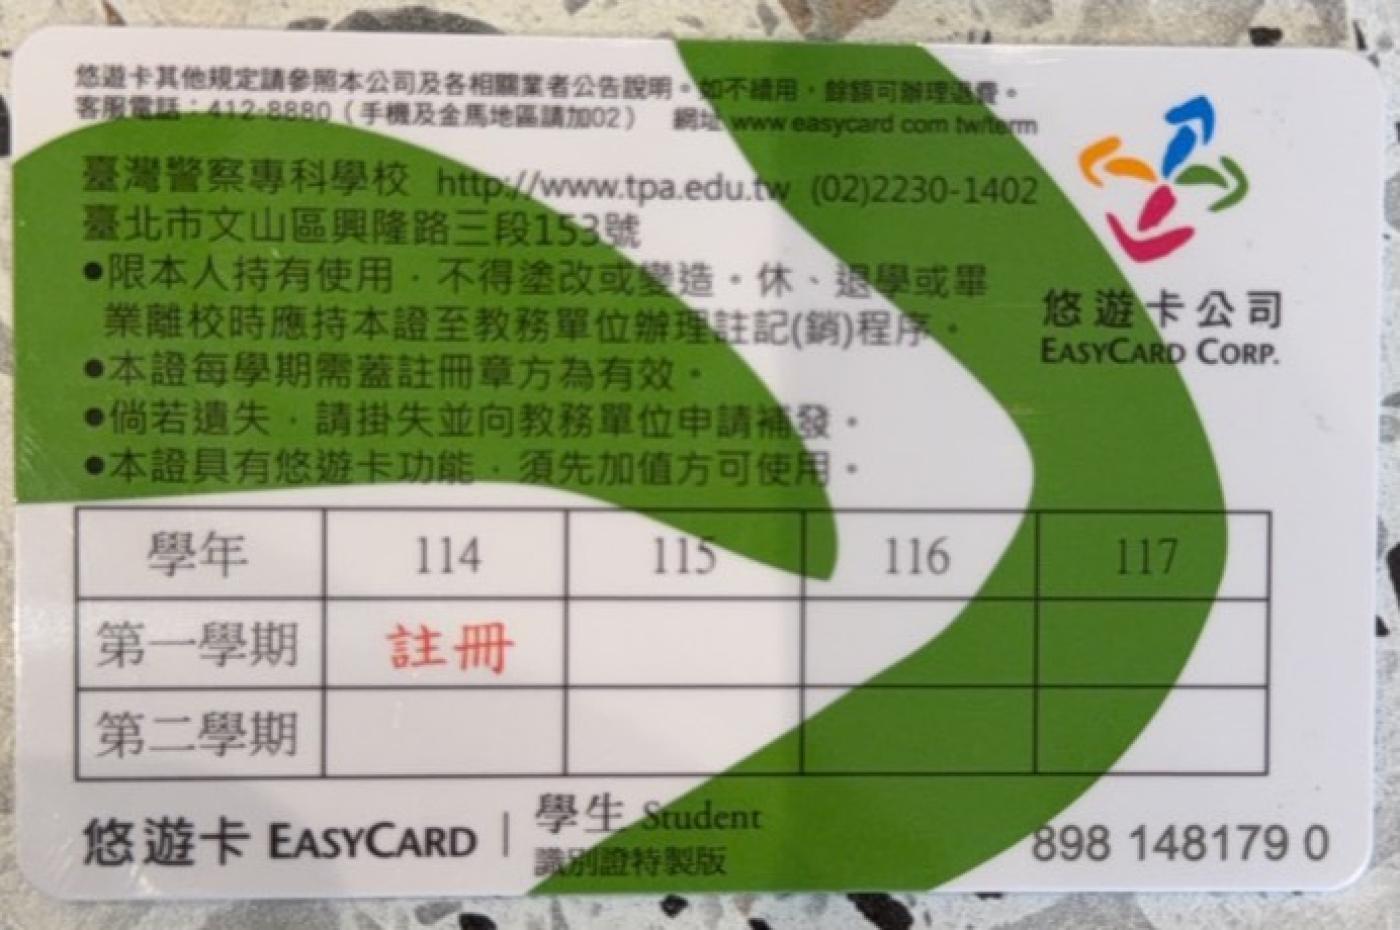 悠遊卡其他規定請參照本公司及各相關業者公告說明。如不續用，餘額可辦理退費。
客服電話：412-8880（手機及金馬地區請加02） 網址 www.easycard.com.tw/term
臺灣警察專科學校 http://www.tpa.edu.tw (02)2230-1402
臺北市文山區興隆路三段153號
●限本人持有使用，不得塗改或變造。休、退學或畢
業離校時應持本證至教務單位辦理註記(銷)程序。
●本證每學期需蓋註冊章方為有效。
●倘若遺失，請掛失並向教務單位申請補發。
●本證具有悠遊卡功能，須先加值方可使用。
悠遊卡公司
EASYCARD CORP.
學年 114 115 116 117
第一學期 註冊
第二學期
悠遊卡 EASYCARD | 學生 Student
識別證特製版
898 148179 0